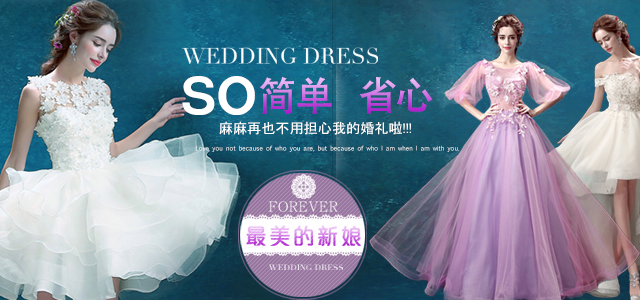 WEDDING DRESS
SO简单 省心
麻麻再也不用担心我的婚礼啦!!!
Love you not because of who you are, but because of who I am when I am with you.
FOREVER
最美的新娘
WEDDING DRESS